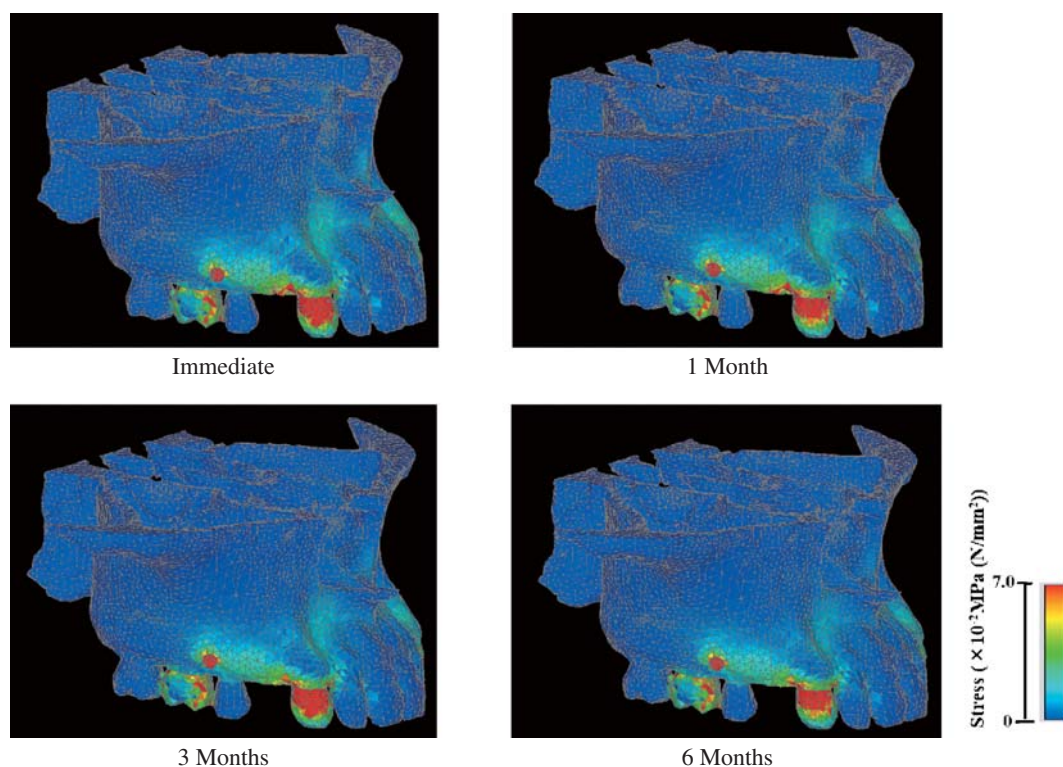 Immediate
1 Month
3 Months
6 Months
Stress (×10⁻²MPa (N/mm²))
7.0
0